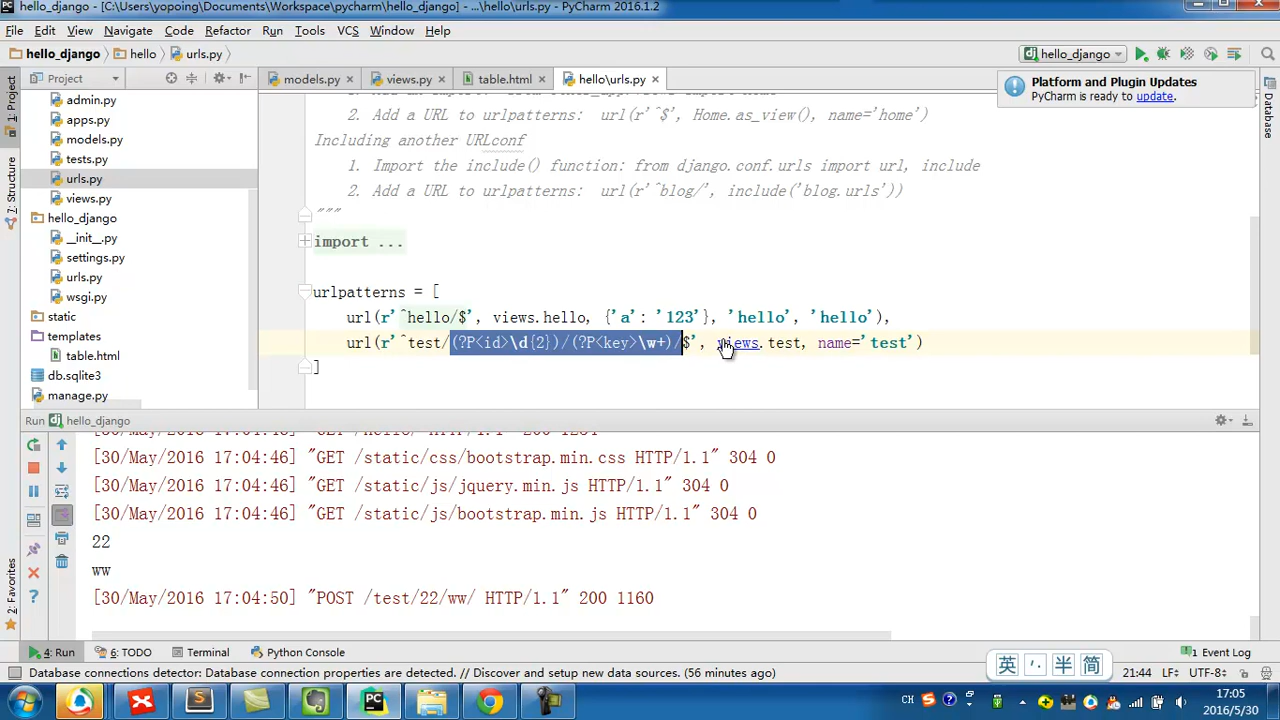 hello_django - [C:\Users\yopoing\Documents\Workspace\pycharm\hello_django] - ...\hello\urls.py - PyCharm 2016.1.2
File Edit View Navigate Code Refactor Run Tools VCS Window Help
hello_django hello urls.py hello_django
Project models.py views.py table.html hello\urls.py
Platform and Plugin Updates
PyCharm is ready to update.
1: Project
7: Structure
2: Favorites
Database
admin.py
apps.py
models.py
tests.py
urls.py
views.py
hello_django
__init__.py
settings.py
urls.py
wsgi.py
static
templates
table.html
db.sqlite3
manage.py
2. Add a URL to urlpatterns:  url(r'^$', Home.as_view(), name='home')
Including another URLconf
1. Import the include() function: from django.conf.urls import url, include
2. Add a URL to urlpatterns:  url(r'^blog/', include('blog.urls'))
"""
import ...
urlpatterns = [
url(r'^hello/$', views.hello, {'a': '123'}, 'hello', 'hello'),
url(r'^test/(?P<id>\d{2})/(?P<key>\w+)/$', views.test, name='test')
]
Run hello_django
[30/May/2016 17:04:46] "GET /static/css/bootstrap.min.css HTTP/1.1" 304 0
[30/May/2016 17:04:46] "GET /static/js/jquery.min.js HTTP/1.1" 304 0
[30/May/2016 17:04:46] "GET /static/js/bootstrap.min.js HTTP/1.1" 304 0
22
ww
[30/May/2016 17:04:50] "POST /test/22/ww/ HTTP/1.1" 200 1160
4: Run 6: TODO Terminal Python Console 1 Event Log
英 半 简
Database connections detector: Database connection properties are detected. // Discover and setup new data sources. (56 minutes ago) 21:44 LF÷ UTF-8÷
CH 17:05
2016/5/30